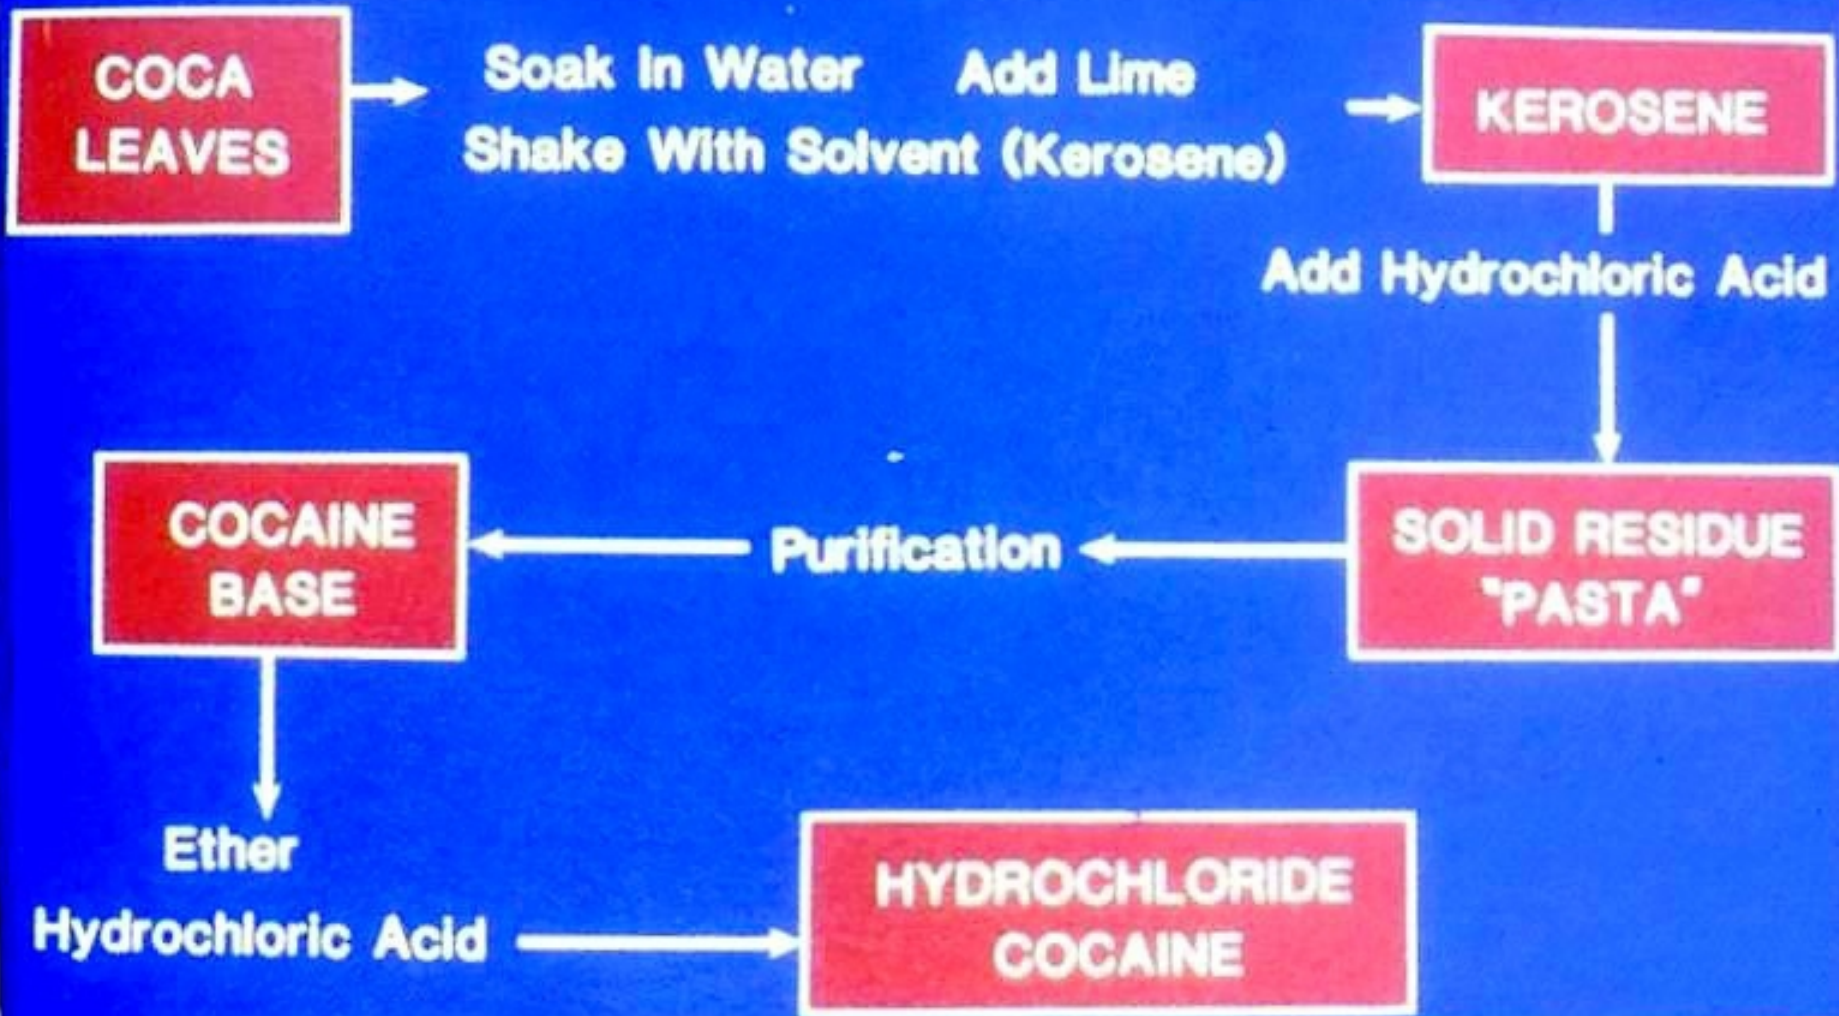 COCA
LEAVES
Soak In Water Add Lime
Shake With Solvent (Kerosene)
KEROSENE
Add Hydrochloric Acid
SOLID RESIDUE
"PASTA"
Purification
COCAINE
BASE
Ether
Hydrochloric Acid
HYDROCHLORIDE
COCAINE